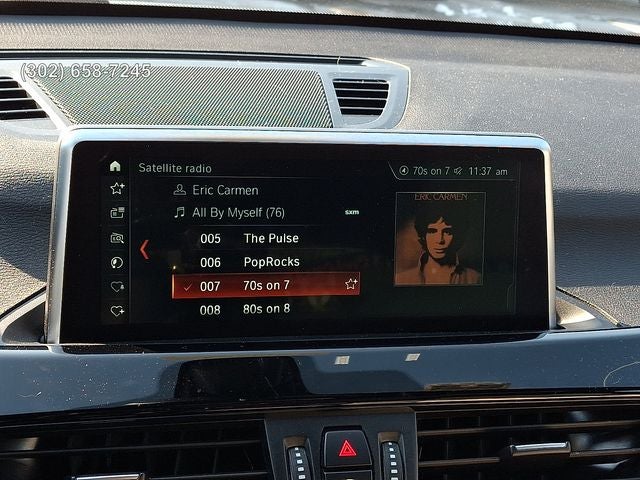 (302) 658-7245
Satellite radio
70s on 7 11:37 am
Eric Carmen
All By Myself (76)
sxm
ERIC CARMEN
005 The Pulse
006 PopRocks
007 70s on 7
008 80s on 8